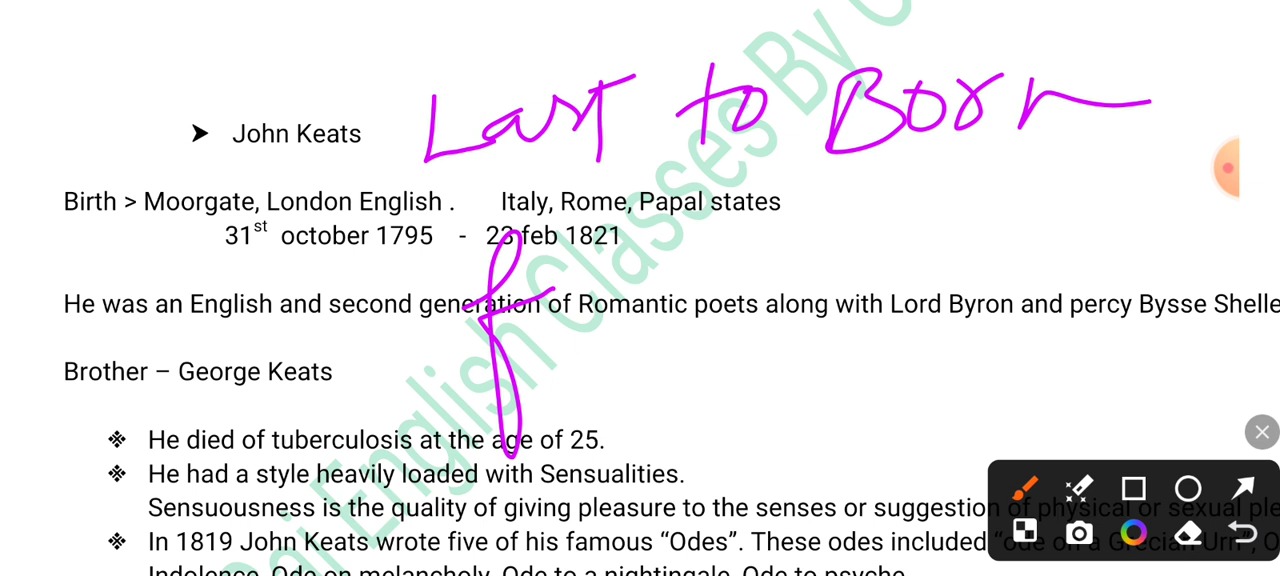 Last to Born
➤ John Keats
Birth > Moorgate, London English . Italy, Rome, Papal states
31st october 1795 - 23 feb 1821
f
He was an English and second generation of Romantic poets along with Lord Byron and percy Bysse Shelle
Brother – George Keats
❖ He died of tuberculosis at the age of 25.
❖ He had a style heavily loaded with Sensualities.
Sensuousness is the quality of giving pleasure to the senses or suggestion of physical or sexual ple
❖ In 1819 John Keats wrote five of his famous “Odes”. These odes included “ode on a Grecian Urn”, O
Indolence, Ode on melancholy, Ode to a nightingale, Ode to psyche
English Classes By